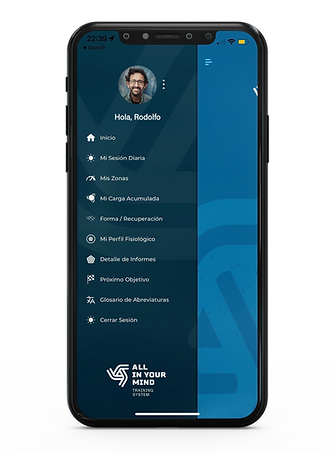 22:39
Search
Hola, Rodolfo
Inicio
Mi Sesión Diaria
Mis Zonas
Mi Carga Acumulada
Forma / Recuperación
Mi Perfil Fisiológico
Detalle de Informes
Próximo Objetivo
Glosario de Abreviaturas
Cerrar Sesión
ALL
IN YOUR
MIND
TRAINING
SYSTEM